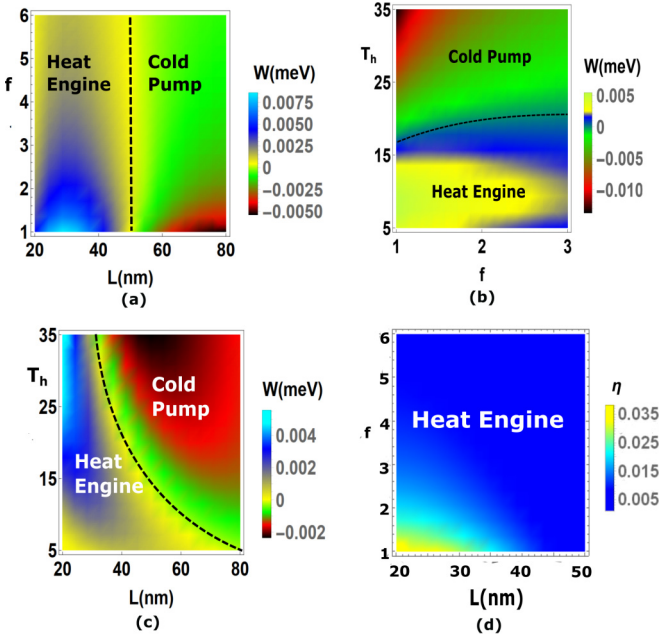 6
5
f
4
3
2
1
Heat
Engine
Cold
Pump
20
40
60
80
L(nm)
(a)
W(meV)
0.0075
0.0050
0.0025
0
−0.0025
−0.0050
35
T_h
25
15
5
Cold Pump
Heat Engine
1
2
3
f
(b)
W(meV)
0.005
0
−0.005
−0.010
35
T_h
25
15
5
Cold
Pump
Heat
Engine
20
40
60
80
L(nm)
(c)
W(meV)
0.004
0.002
0
−0.002
6
5
f
4
3
2
1
Heat Engine
20
30
40
50
L(nm)
(d)
η
0.035
0.025
0.015
0.005